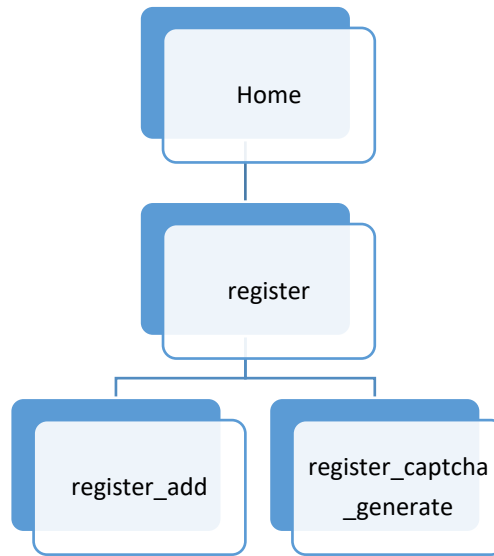 Home
register
register_add
register_captcha
_generate